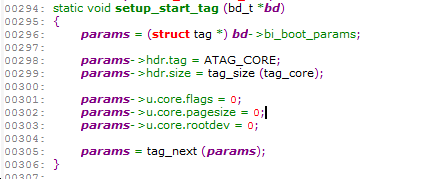 00294: static void setup_start_tag (bd_t *bd)
00295: {
00296: params = (struct tag *) bd->bi_boot_params;
00297:
00298: params->hdr.tag = ATAG_CORE;
00299: params->hdr.size = tag_size (tag_core);
00300:
00301: params->u.core.flags = 0;
00302: params->u.core.pagesize = 0;
00303: params->u.core.rootdev = 0;
00304:
00305: params = tag_next (params);
00306: }